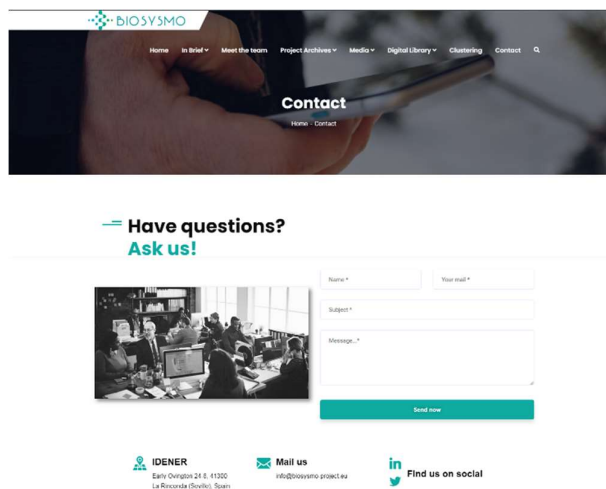 BIOSYSMO
Home In Brief Meet the team Project Archives Media Digital Library Clustering Contact
Contact
Home - Contact
Have questions?
Ask us!
Name * Your mail *
Subject *
Message...*
Send now
IDENER
Early Ovington 24 8, 41300
La Rinconda (Seville), Spain
Mail us
info@biosysmo project.eu
in
Find us on social